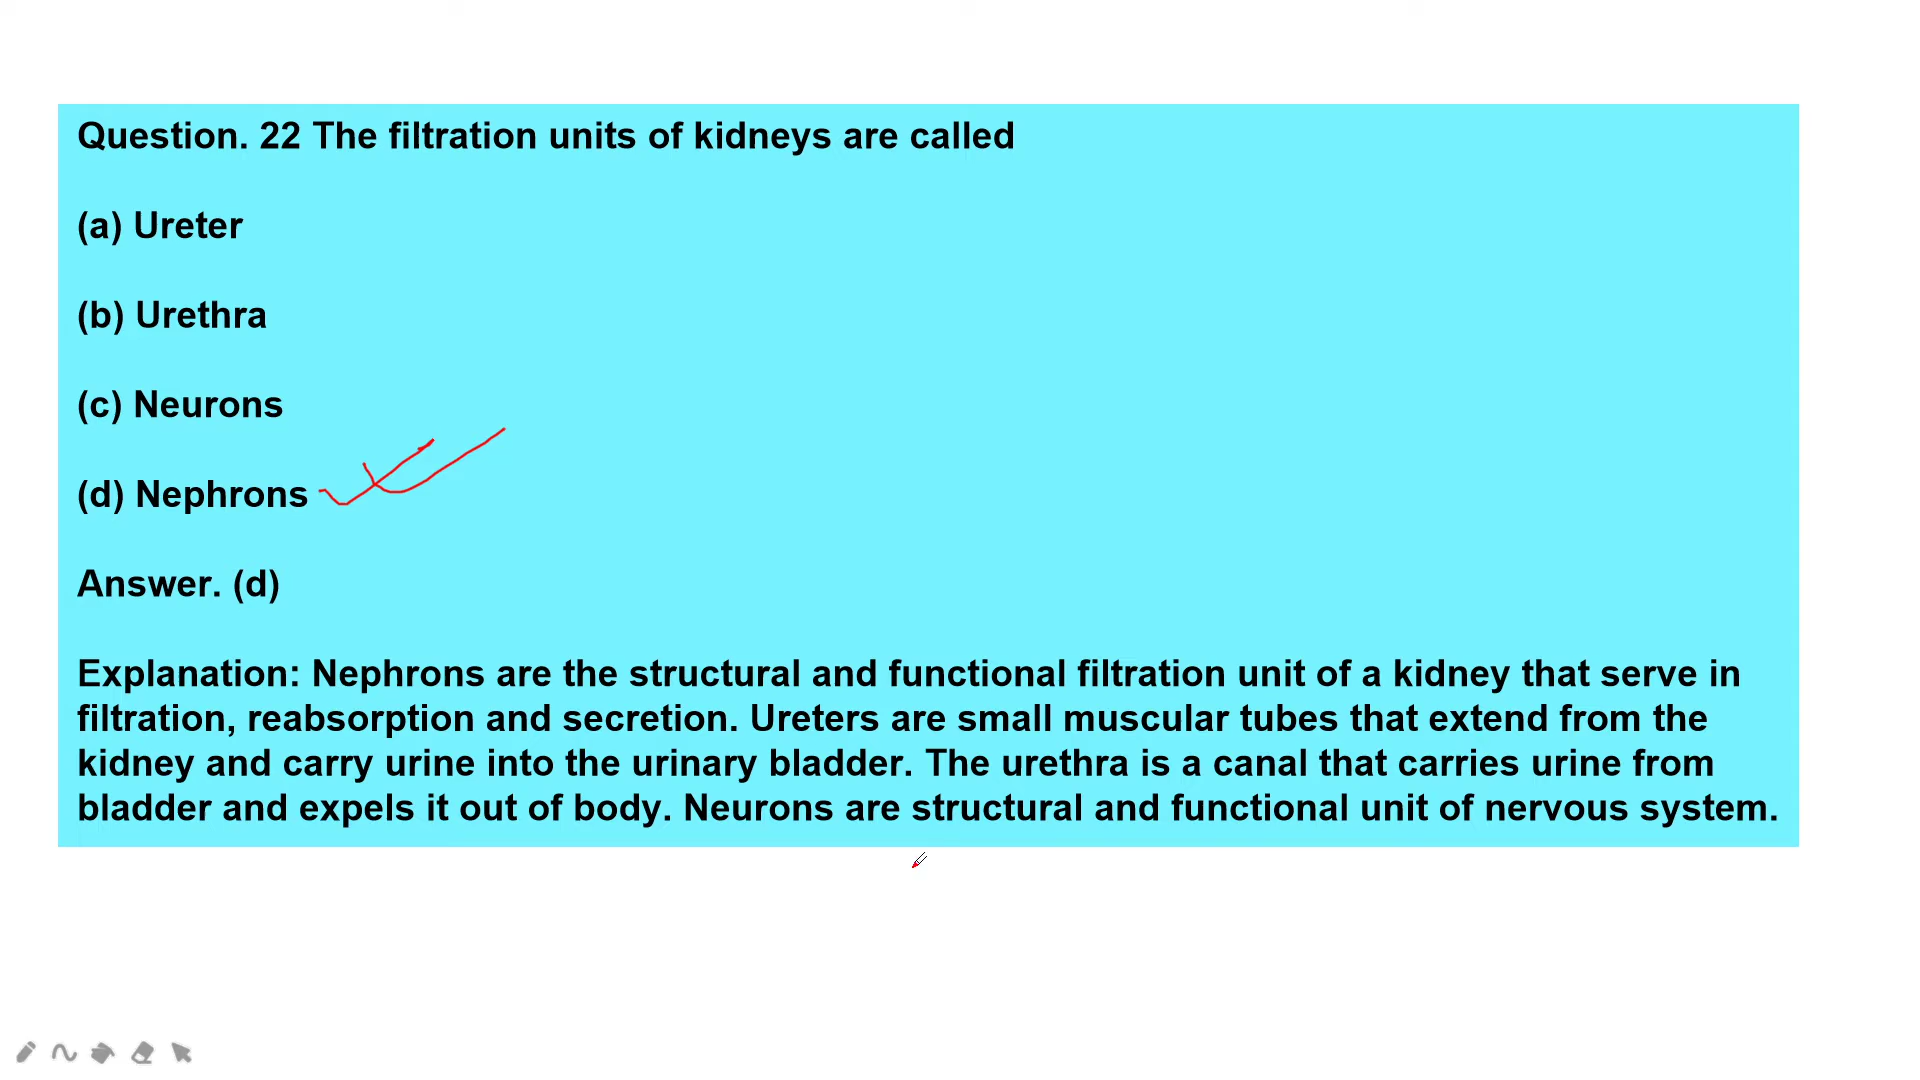 Question. 22 The filtration units of kidneys are called
(a) Ureter
(b) Urethra
(c) Neurons
(d) Nephrons
Answer. (d)
Explanation: Nephrons are the structural and functional filtration unit of a kidney that serve in
filtration, reabsorption and secretion. Ureters are small muscular tubes that extend from the
kidney and carry urine into the urinary bladder. The urethra is a canal that carries urine from
bladder and expels it out of body. Neurons are structural and functional unit of nervous system.